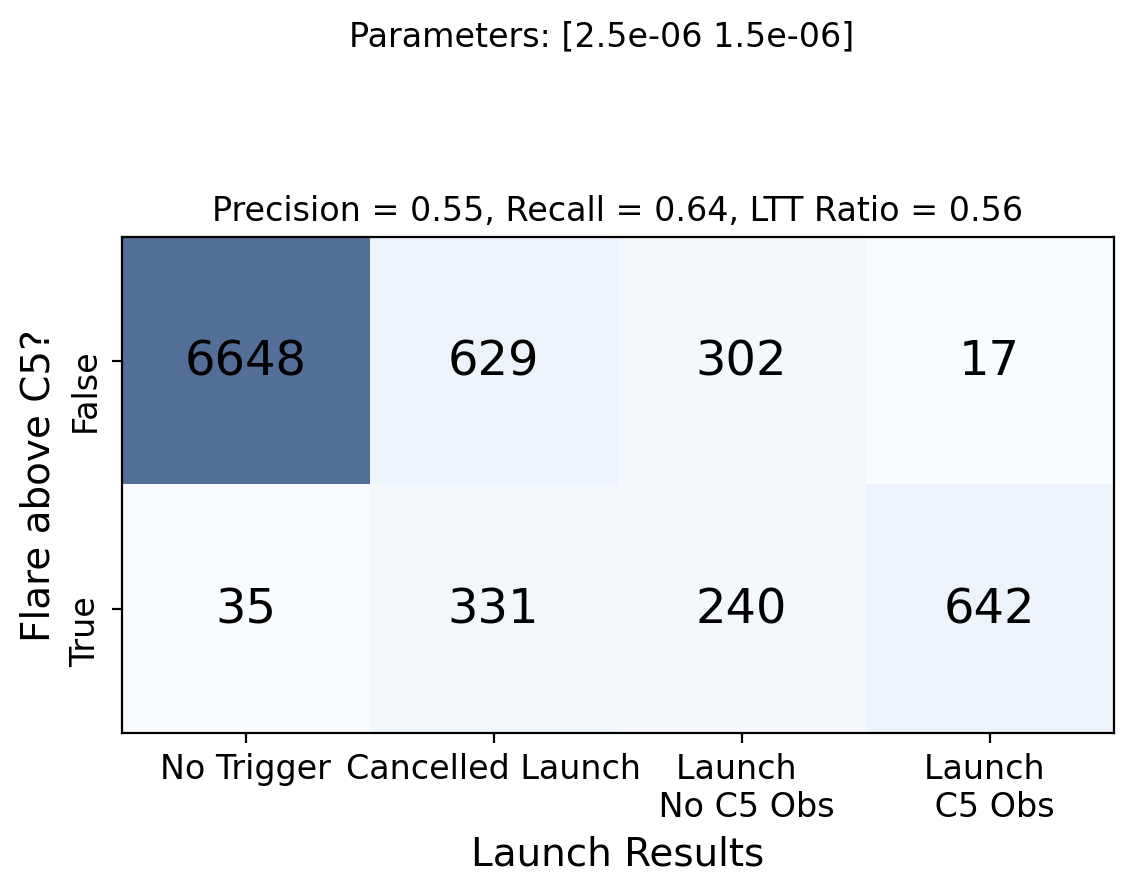 Parameters: [2.5e-06 1.5e-06]
Precision = 0.55, Recall = 0.64, LTT Ratio = 0.56
Flare above C5?
False
6648
629
302
17
True
35
331
240
642
No Trigger
Cancelled Launch
Launch
No C5 Obs
Launch
C5 Obs
Launch Results